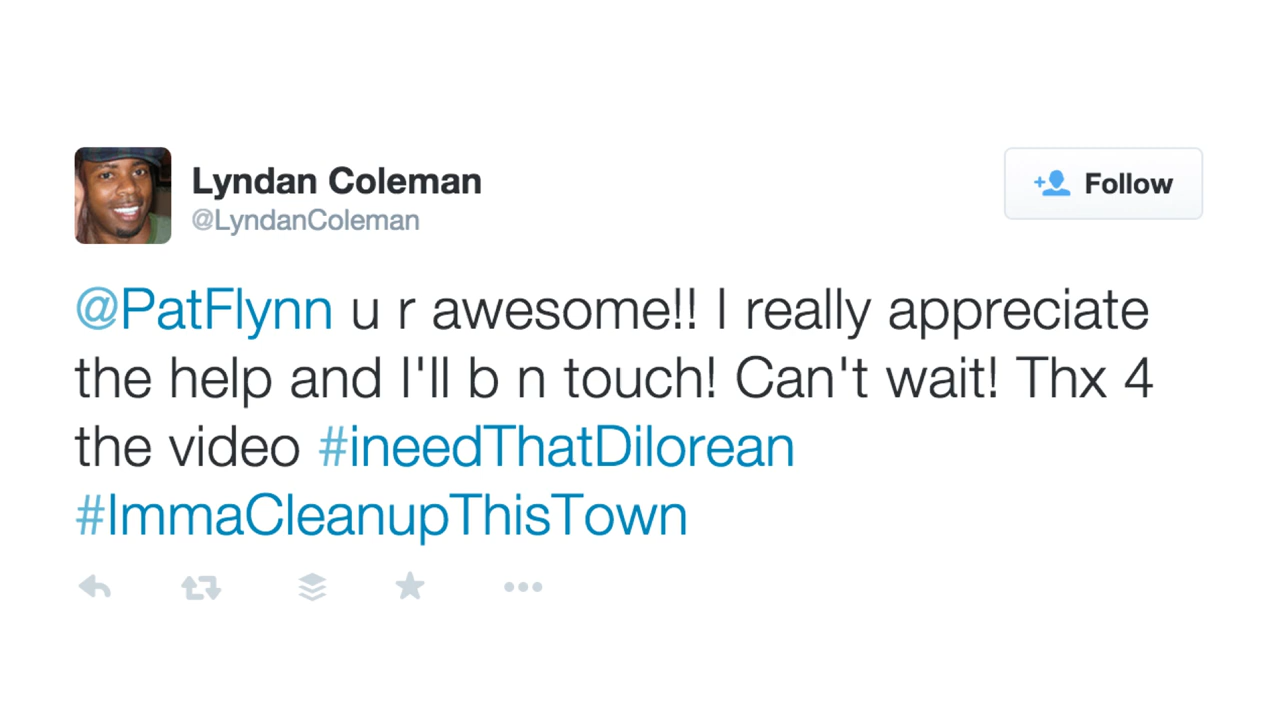 Lyndan Coleman
@LyndanColeman
Follow
@PatFlynn u r awesome!! I really appreciate
the help and I'll b n touch! Can't wait! Thx 4
the video #ineedThatDilorean
#ImmaCleanupThisTown